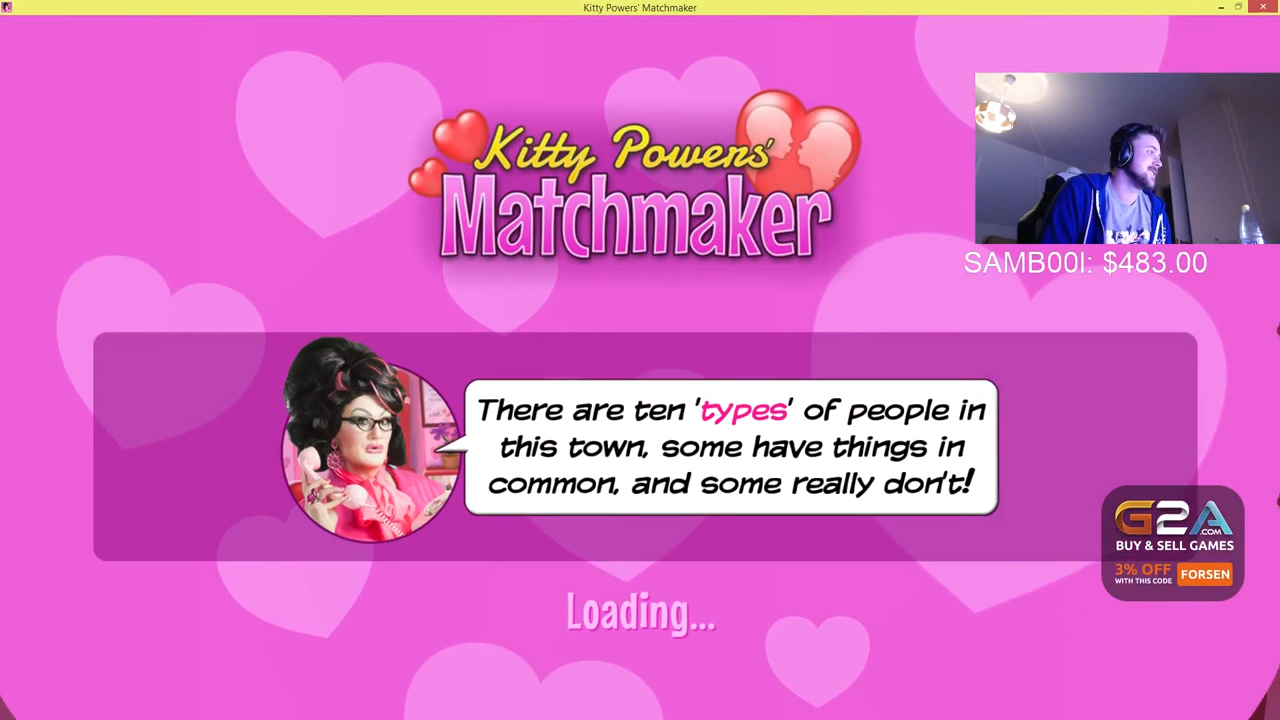 Kitty Powers' Matchmaker
Kitty Powers'
Matchmaker
SAMB00l: $483.00
There are ten 'types' of people in
this town, some have things in
common, and some really don't!
G2A
.COM
BUY & SELL GAMES
3% OFF
WITH THIS CODE
FORSEN
Loading...